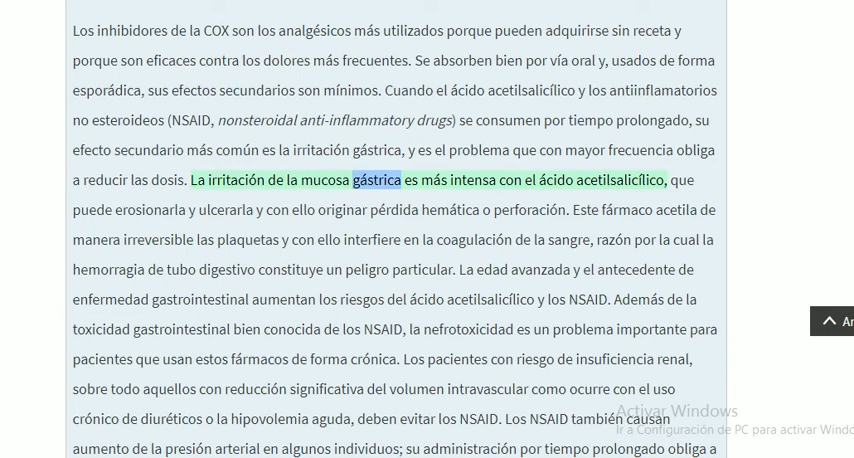 Los inhibidores de la COX son los analgésicos más utilizados porque pueden adquirirse sin receta y
porque son eficaces contra los dolores más frecuentes. Se absorben bien por vía oral y, usados de forma
esporádica, sus efectos secundarios son mínimos. Cuando el ácido acetilsalicílico y los antiinflamatorios
no esteroideos (NSAID, nonsteroidal anti-inflammatory drugs) se consumen por tiempo prolongado, su
efecto secundario más común es la irritación gástrica, y es el problema que con mayor frecuencia obliga
a reducir las dosis. La irritación de la mucosa gástrica es más intensa con el ácido acetilsalicílico, que
puede erosionarla y ulcerarla y con ello originar pérdida hemática o perforación. Este fármaco acetila de
manera irreversible las plaquetas y con ello interfiere en la coagulación de la sangre, razón por la cual la
hemorragia de tubo digestivo constituye un peligro particular. La edad avanzada y el antecedente de
enfermedad gastrointestinal aumentan los riesgos del ácido acetilsalicílico y los NSAID. Además de la
toxicidad gastrointestinal bien conocida de los NSAID, la nefrotoxicidad es un problema importante para
pacientes que usan estos fármacos de forma crónica. Los pacientes con riesgo de insuficiencia renal,
sobre todo aquellos con reducción significativa del volumen intravascular como ocurre con el uso
crónico de diuréticos o la hipovolemia aguda, deben evitar los NSAID. Los NSAID también causan
aumento de la presión arterial en algunos individuos; su administración por tiempo prolongado obliga a
Ar
Activar Windows
Ir a Configuración de PC para activar Windo